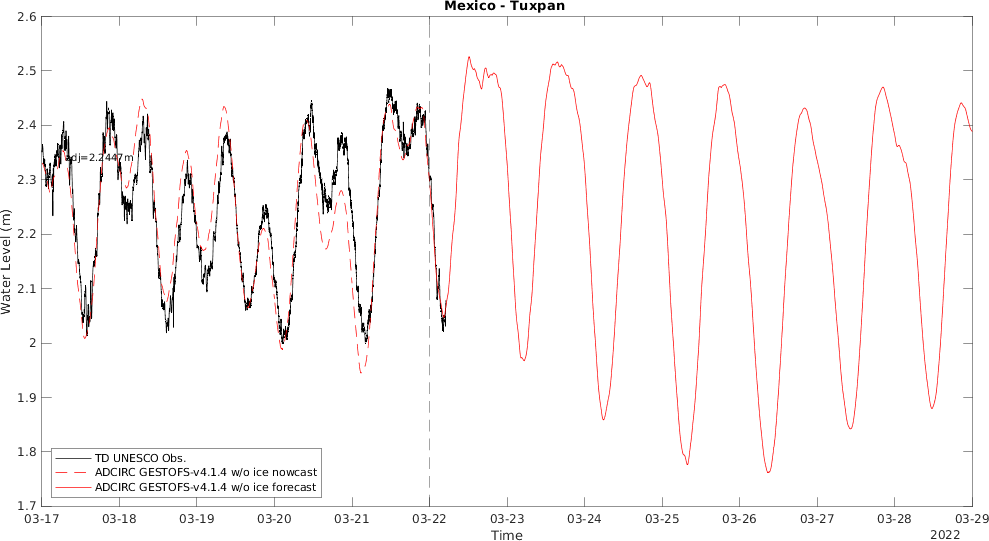 Mexico - Tuxpan
2.6
2.5
2.4
2.3
2.2
2.1
2
1.9
1.8
1.7
Water Level (m)
adj=2.2447m
TD UNESCO Obs.
ADCIRC GESTOFS-v4.1.4 w/o ice nowcast
ADCIRC GESTOFS-v4.1.4 w/o ice forecast
03-17 03-18 03-19 03-20 03-21 03-22 03-23 03-24 03-25 03-26 03-27 03-28 03-29
Time
2022